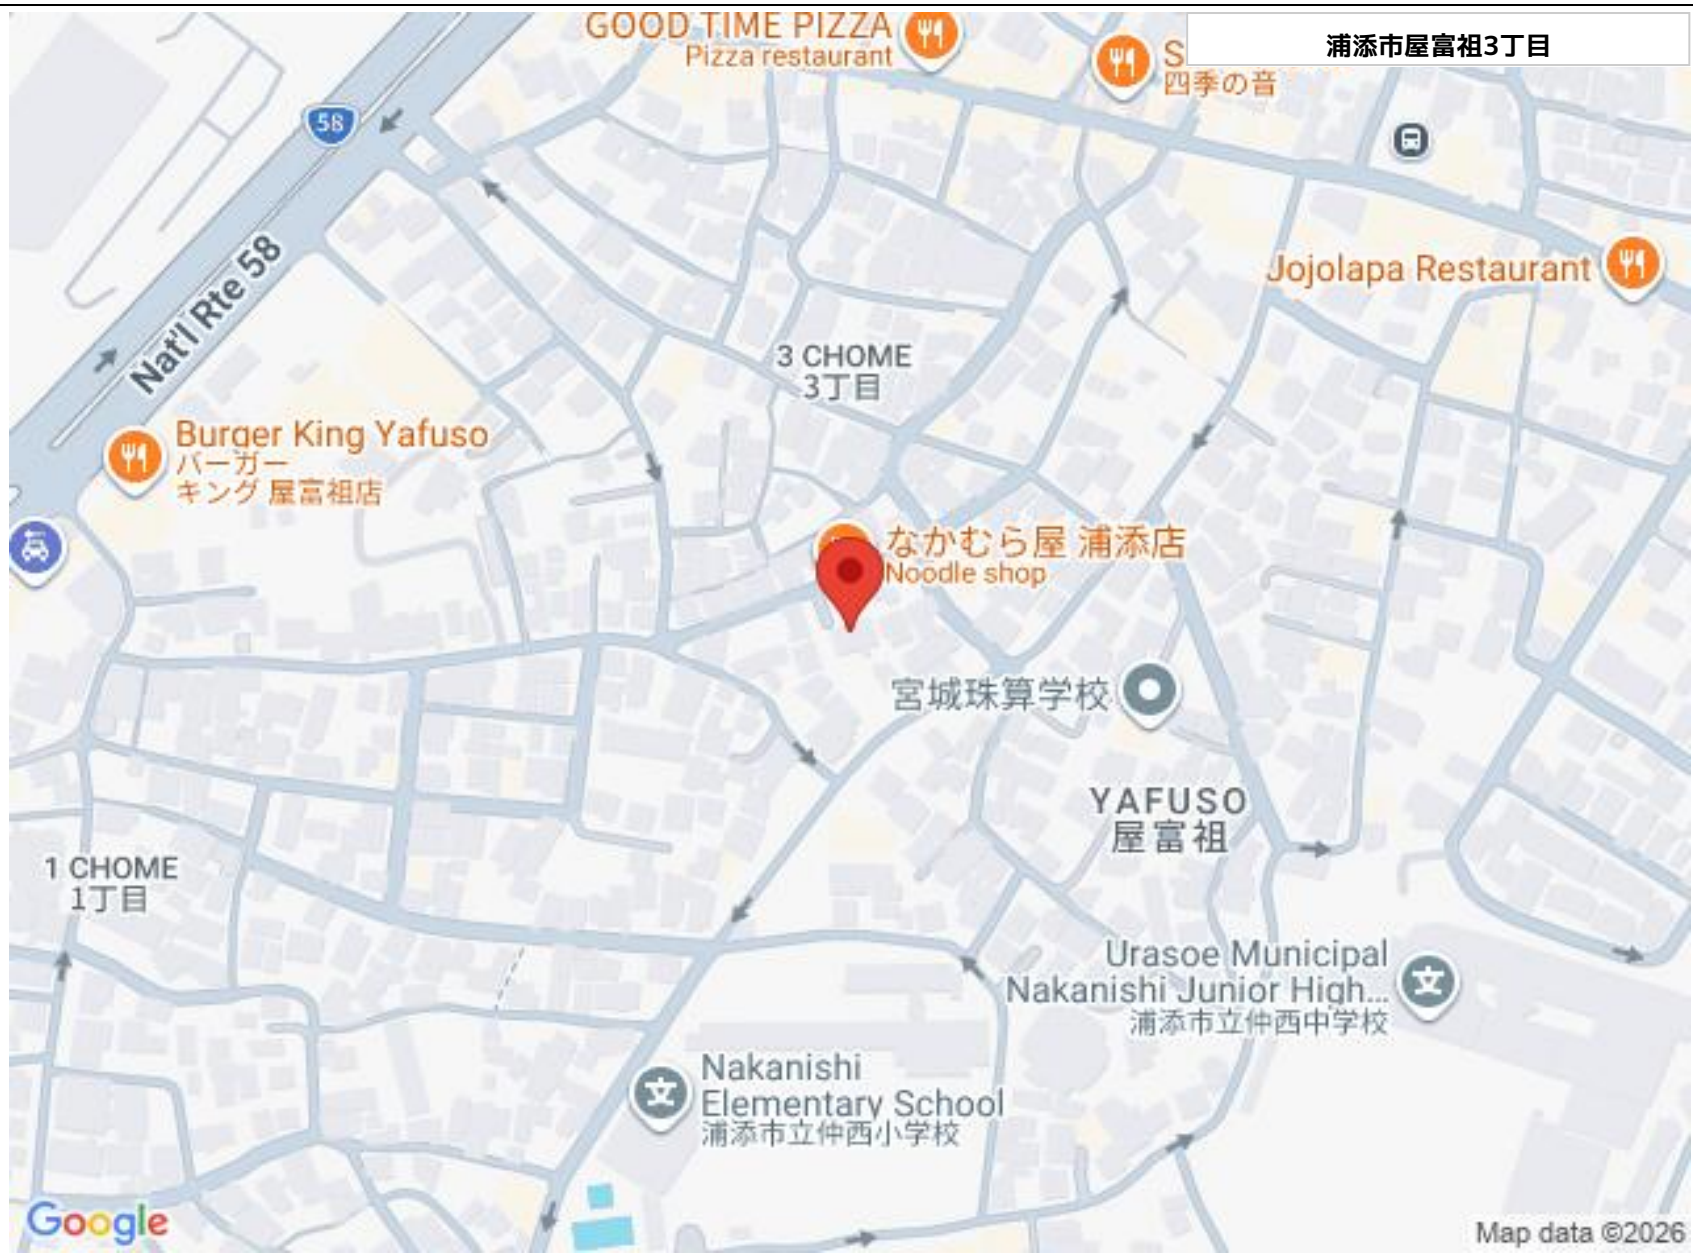 GOOD TIME PIZZA
Pizza restaurant
S
四季の音
浦添市屋富祖3丁目
58
Nat'l Rte 58
Jojolapa Restaurant
3 CHOME
3丁目
Burger King Yafuso
バーガー
キング 屋富祖店
なかむら屋 浦添店
Noodle shop
宮城珠算学校
YAFUSO
屋富祖
1 CHOME
1丁目
Urasoe Municipal
Nakanishi Junior High...
浦添市立仲西中学校
文
Nakanishi
Elementary School
浦添市立仲西小学校
文
Google
Map data ©2026